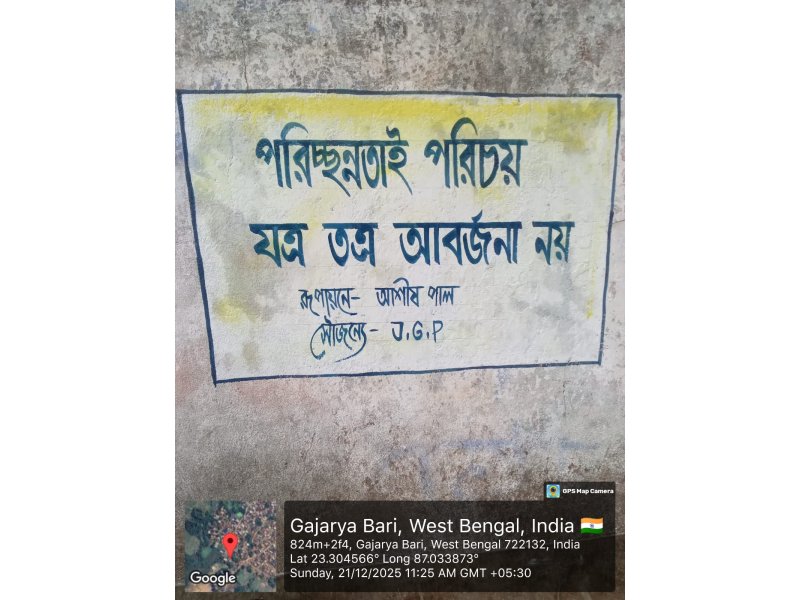 পরিচ্ছন্নতাই পরিচয়
যত্র তত্র আবর্জনা নয়
রূপায়নে- আশীষ পাল
সৌজন্যে- J.G.P
GPS Map Camera
Gajarya Bari, West Bengal, India
824m+2f4, Gajarya Bari, West Bengal 722132, India
Lat 23.304566° Long 87.033873°
Sunday, 21/12/2025 11:25 AM GMT +05:30
Google